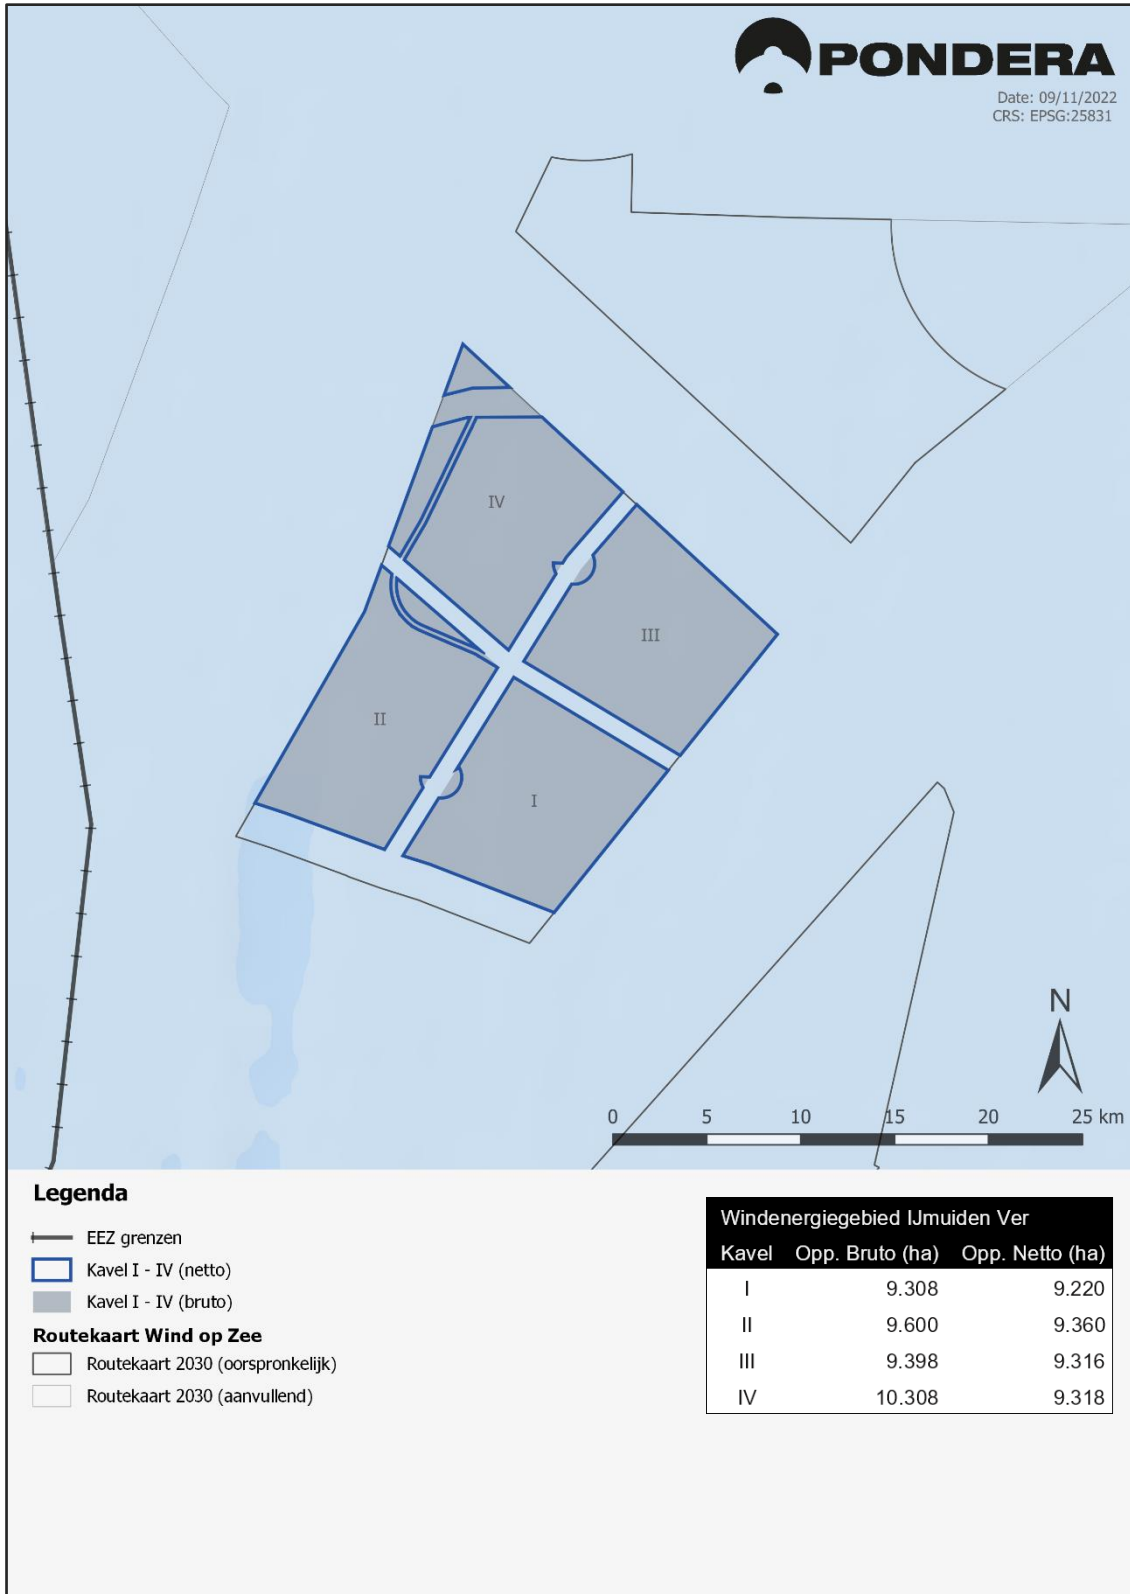 PONDERA
Date: 09/11/2022
CRS: EPSG:25831
IV
III
II
I
N
0 5 10 15 20 25 km
Legenda
EEZ grenzen
Kavel I - IV (netto)
Kavel I - IV (bruto)
Routekaart Wind op Zee
Routekaart 2030 (oorspronkelijk)
Routekaart 2030 (aanvullend)
Windenergiegebied IJmuiden Ver
Kavel Opp. Bruto (ha) Opp. Netto (ha)
I 9.308 9.220
II 9.600 9.360
III 9.398 9.316
IV 10.308 9.318